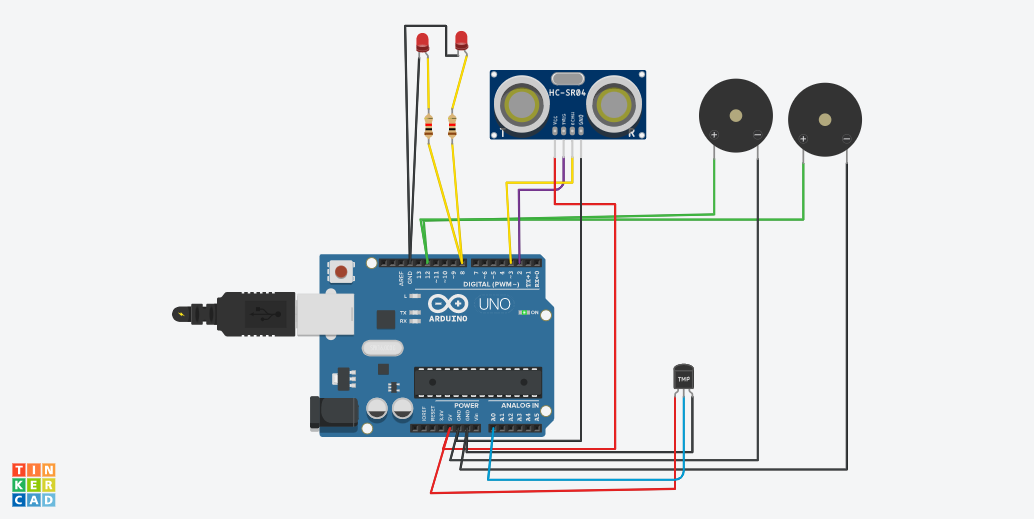 HC-SR04
VCC
TRIG
ECHO
GND
T
R
+
−
+
−
AREF
GND
13
12
~11
~10
~9
8
7
~6
~5
4
~3
2
TX→1
RX←0
DIGITAL (PWM~)
L
TX
RX
UNO
ARDUINO
ON
TMP
POWER
ANALOG IN
IOREF
RESET
3.3V
5V
GND
GND
Vin
A0
A1
A2
A3
A4
A5
TIN
KER
CAD